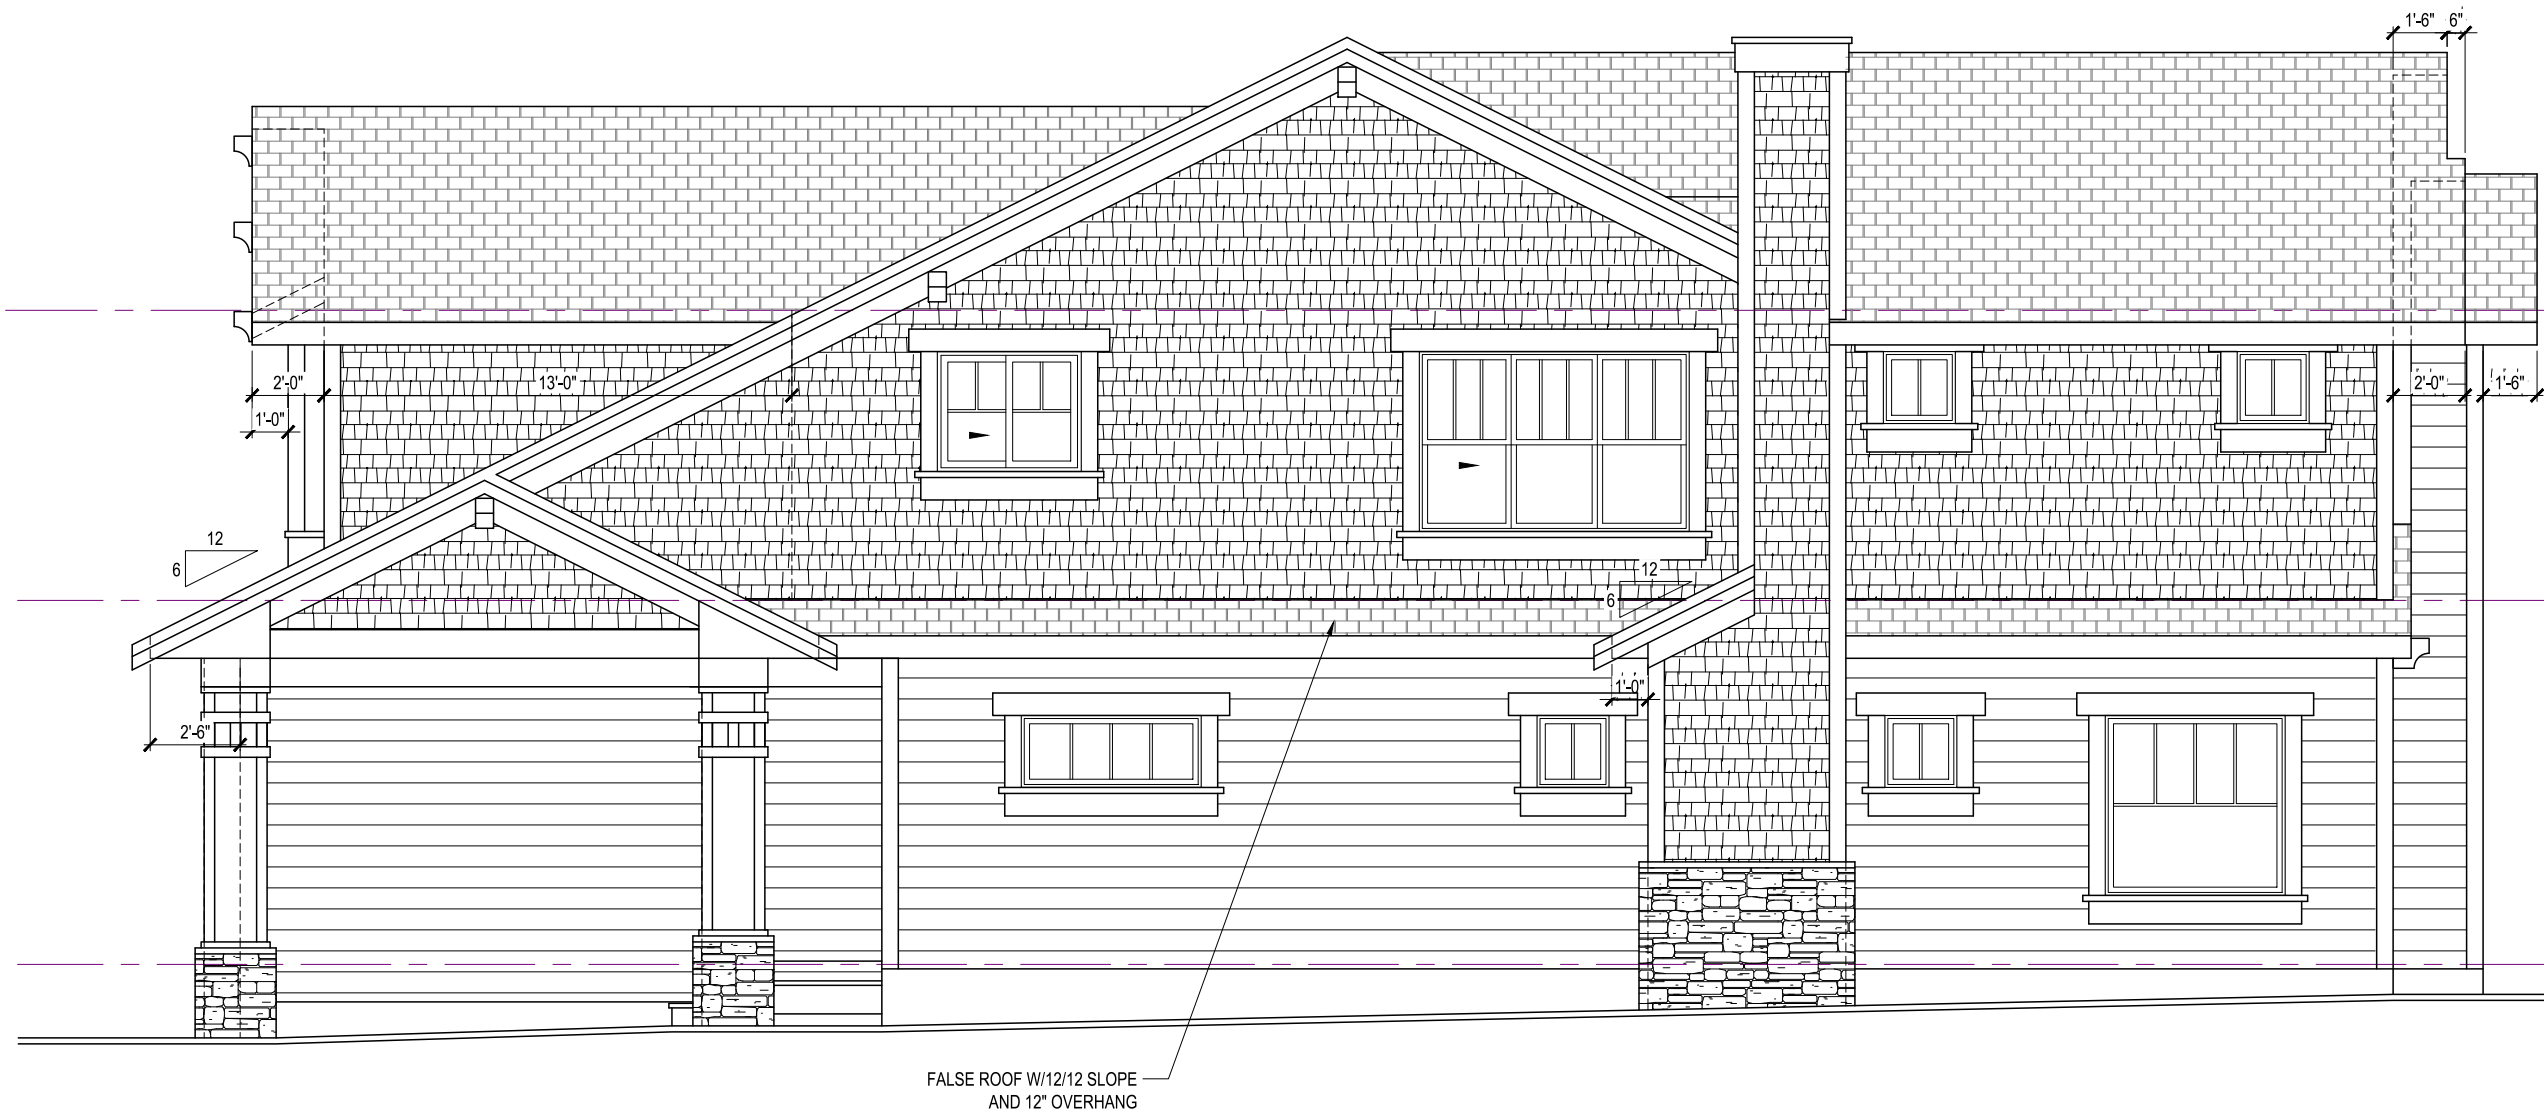 1'-6" 6"
2'-0" 13'-0" 2'-0" 1'-6"
1'-0"
12
6
12
6
1'-0"
2'-6"
FALSE ROOF W/12/12 SLOPE
AND 12" OVERHANG